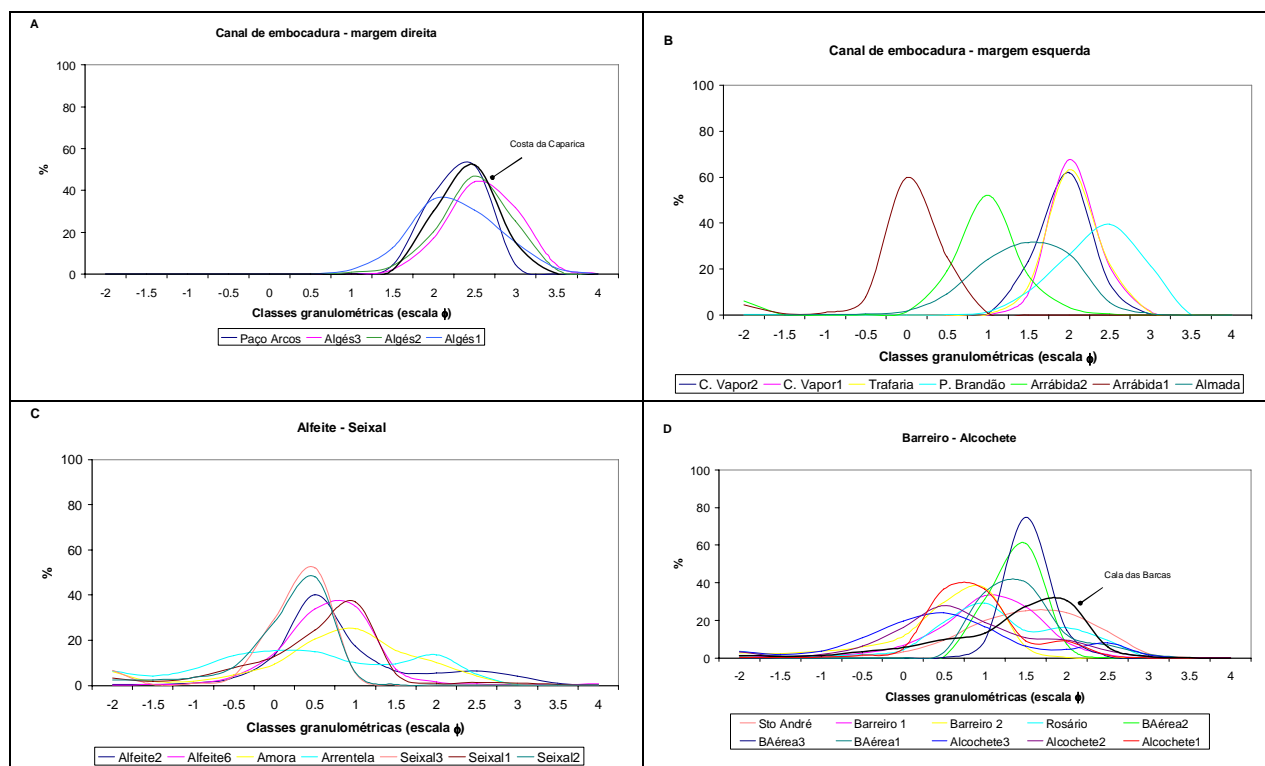 A
Canal de embocadura - margem direita
100
80
60
40
20
0
%
Costa da Caparica
-2 -1.5 -1 -0.5 0 0.5 1 1.5 2 2.5 3 3.5 4
Classes granulométricas (escala ϕ)
Paço Arcos Algés3 Algés2 Algés1
B
Canal de embocadura - margem esquerda
100
80
60
40
20
0
%
-2 -1.5 -1 -0.5 0 0.5 1 1.5 2 2.5 3 3.5 4
Classes granulométricas (escala ϕ)
C. Vapor2 C. Vapor1 Trafaria P. Brandão Arrábida2 Arrábida1 Almada
C
Alfeite - Seixal
100
80
60
40
20
0
%
-2 -1.5 -1 -0.5 0 0.5 1 1.5 2 2.5 3 3.5 4
Classes granulométricas (escala ϕ)
Alfeite2 Alfeite6 Amora Arrentela Seixal3 Seixal1 Seixal2
D
Barreiro - Alcochete
100
80
60
40
20
0
%
Cala das Barcas
-2 -1.5 -1 -0.5 0 0.5 1 1.5 2 2.5 3 3.5 4
Classes granulométricas (escala ϕ)
Sto André Barreiro 1 Barreiro 2 Rosário BAérea2
BAérea3 BAérea1 Alcochete3 Alcochete2 Alcochete1